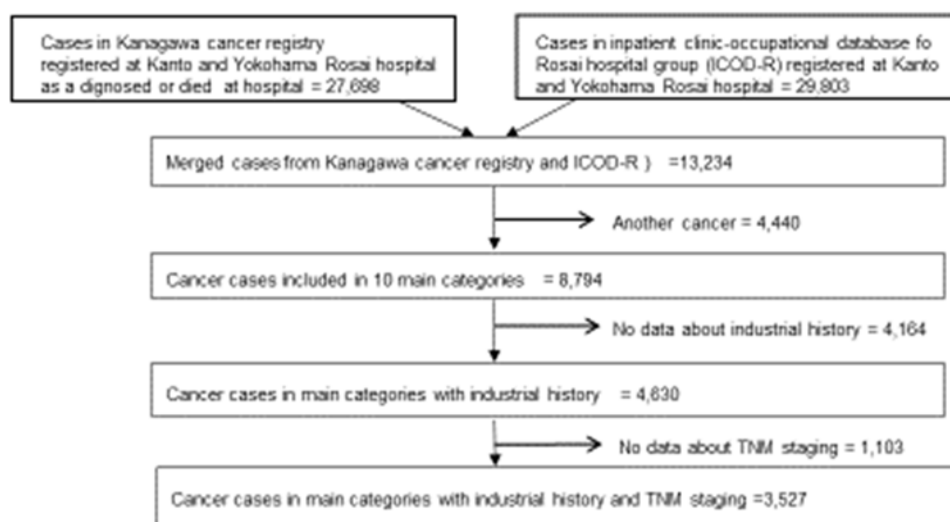 Cases in Kanagawa cancer registry
registered at Kanto and Yokohama Rosai hospital
as a dignosed or died at hospital = 27,698
Cases in inpatient clinic-occupational database fo
Rosai hospital group (ICOD-R) registered at Kanto
and Yokohama Rosai hospital = 29,803
Merged cases from Kanagawa cancer registry and ICOD-R ) =13,234
Another cancer = 4,440
Cancer cases included in 10 main categories = 8,794
No data about industrial history = 4,164
Cancer cases in main categories with industrial history = 4,630
No data about TNM staging = 1,103
Cancer cases in main categories with industrial history and TNM staging =3,527